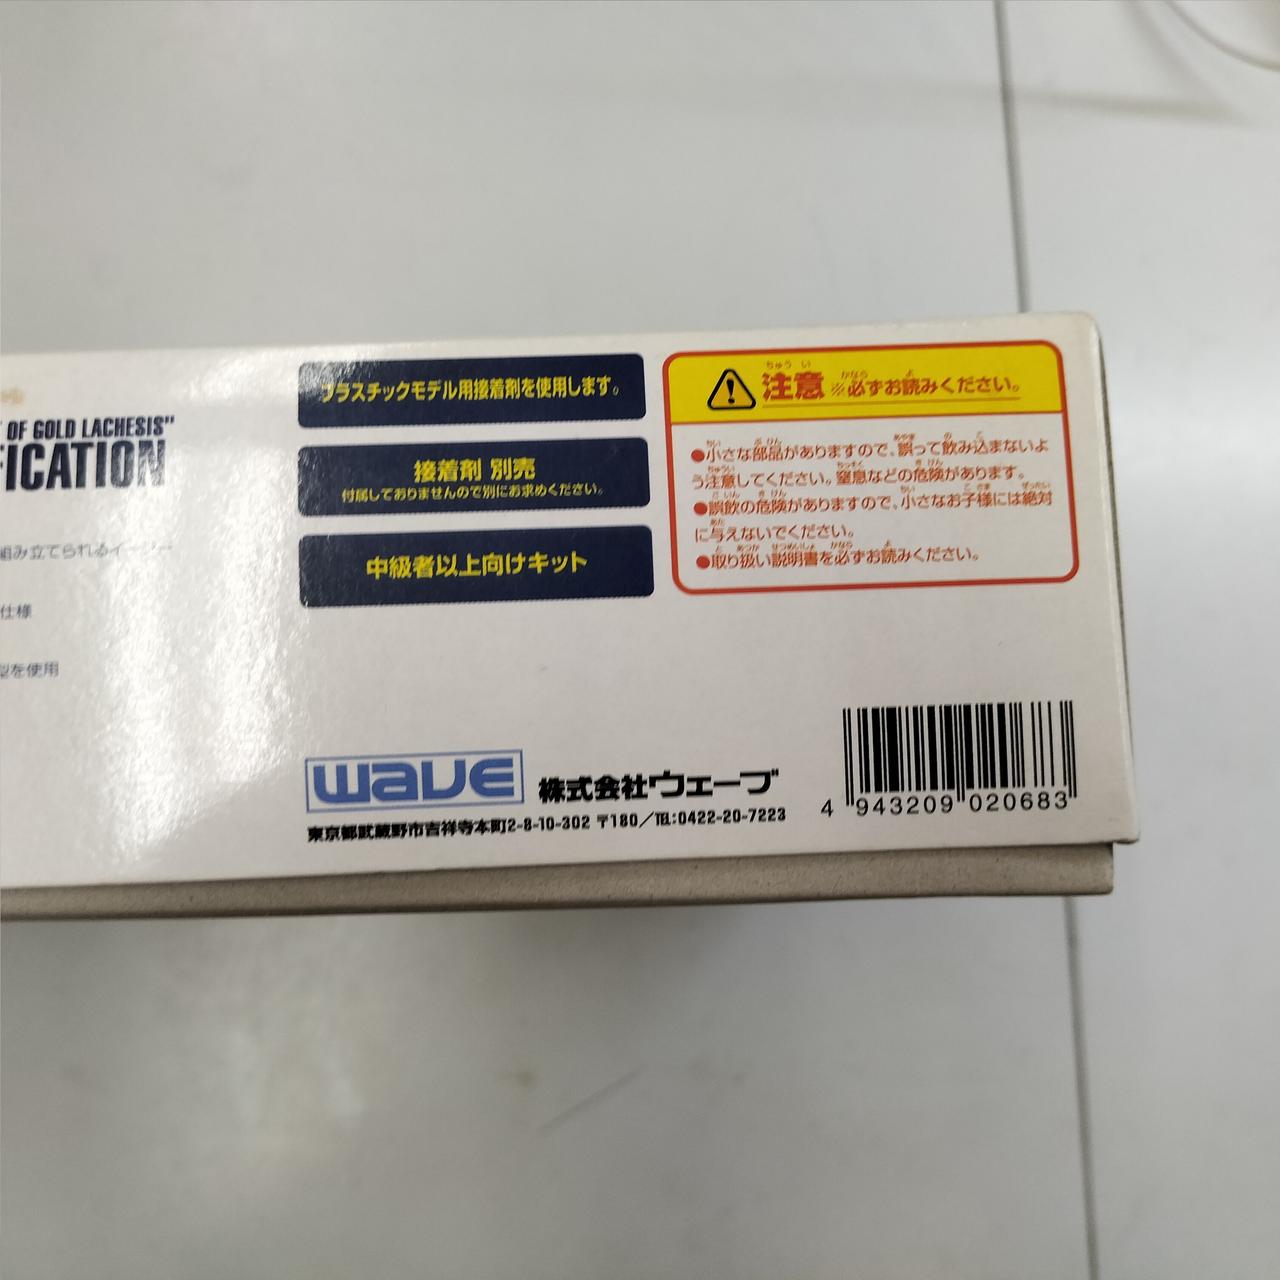 OF GOLD LACHESIS"
FICATION
組み立てられるイージー
仕様
型を使用
プラスチックモデル用接着剤を使用します。
接着剤 別売
付属しておりませんので別にお求めください。
中級者以上向けキット
注意 ※必ずお読みください。
●小さな部品がありますので、誤って飲み込まないよ
う注意してください。窒息などの危険があります。
●誤飲の危険がありますので、小さなお子様には絶対
に与えないでください。
●取り扱い説明書を必ずお読みください。
wave 株式会社ウェーブ
東京都武蔵野市吉祥寺本町2-8-10-302 〒180/TEL:0422-20-7223
4 943209 020683